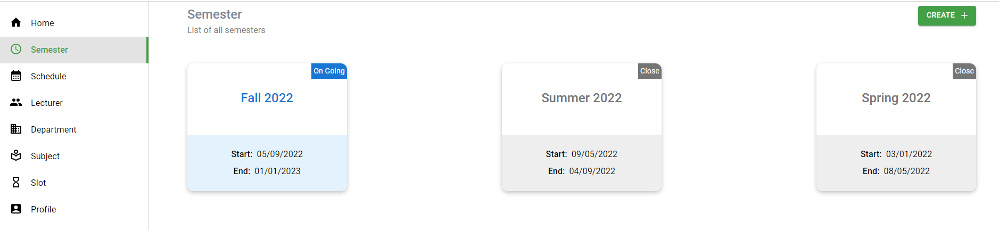 Home
Semester
Schedule
Lecturer
Department
Subject
Slot
Profile
Semester
List of all semesters
CREATE +
On Going
Fall 2022
Start: 05/09/2022
End: 01/01/2023
Close
Summer 2022
Start: 09/05/2022
End: 04/09/2022
Close
Spring 2022
Start: 03/01/2022
End: 08/05/2022